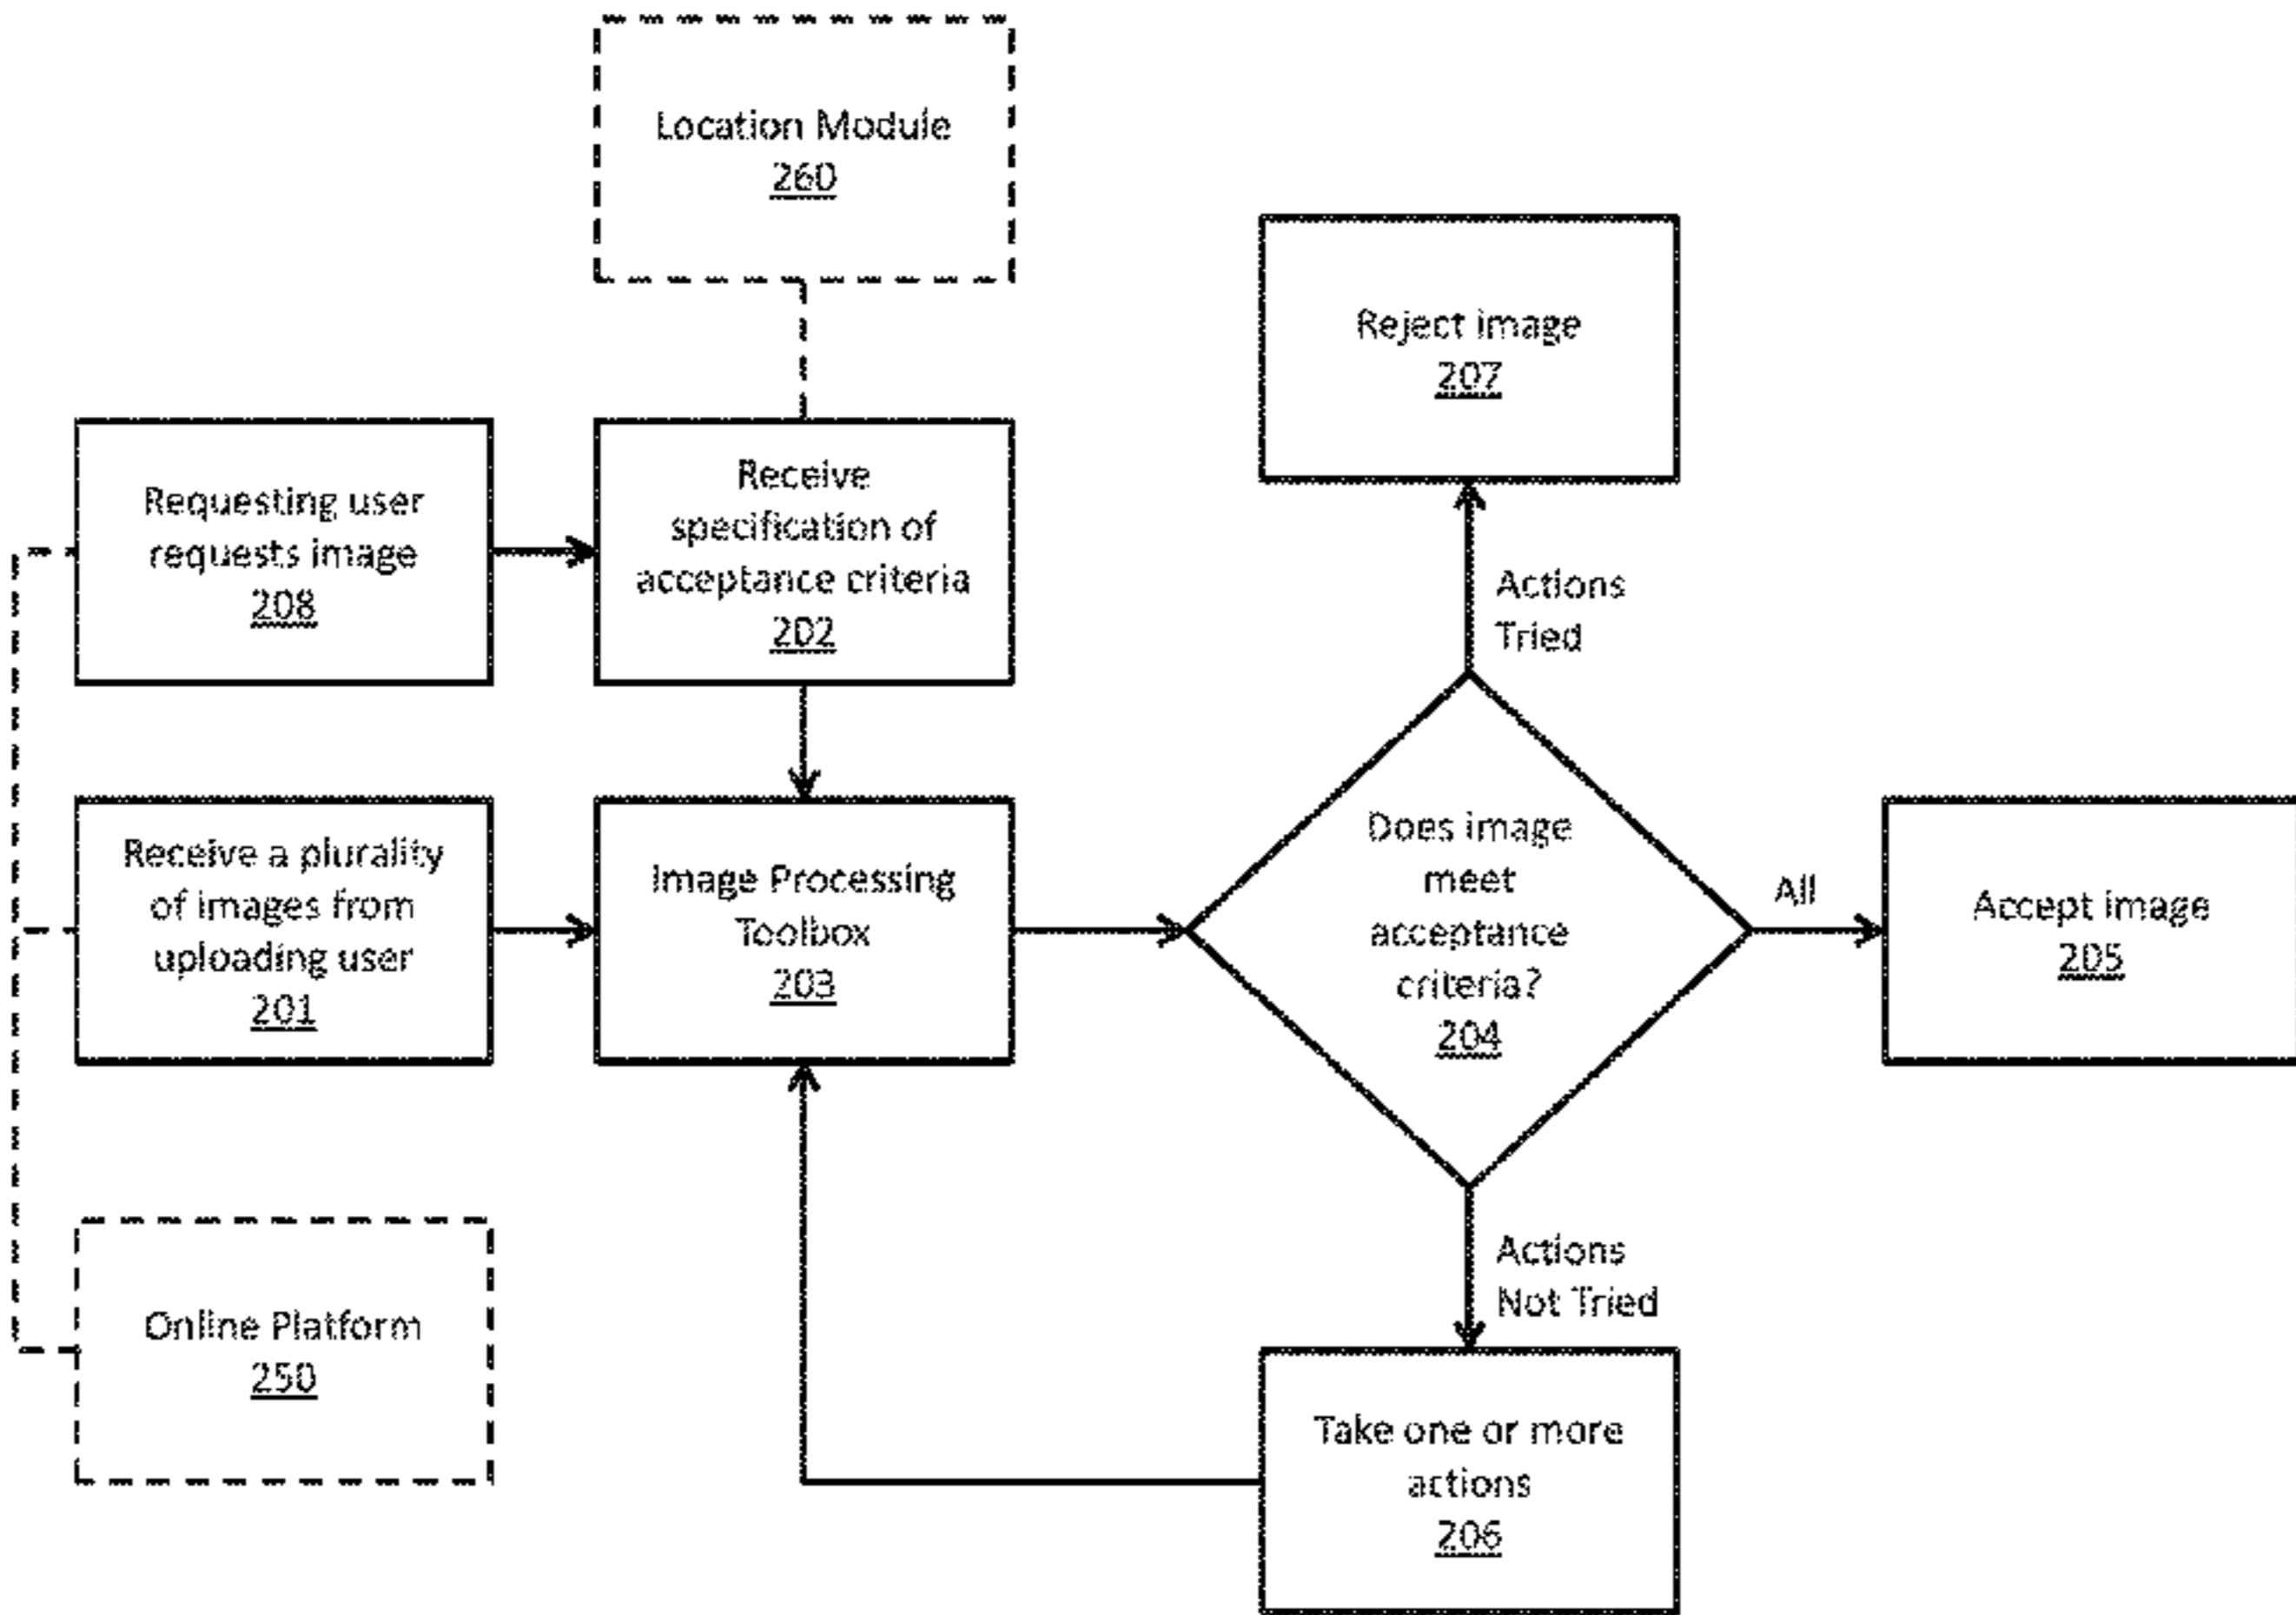 Location Module
260
Reject image
207
Requesting user
requests image
208
Receive
specification of
acceptance criteria
202
Actions
Tried
Receive a plurality
of images from
uploading user
201
Image Processing
Toolbox
203
Does image
meet
acceptance
criteria?
204
All
Accept image
205
Online Platform
250
Actions
Not Tried
Take one or more
actions
206